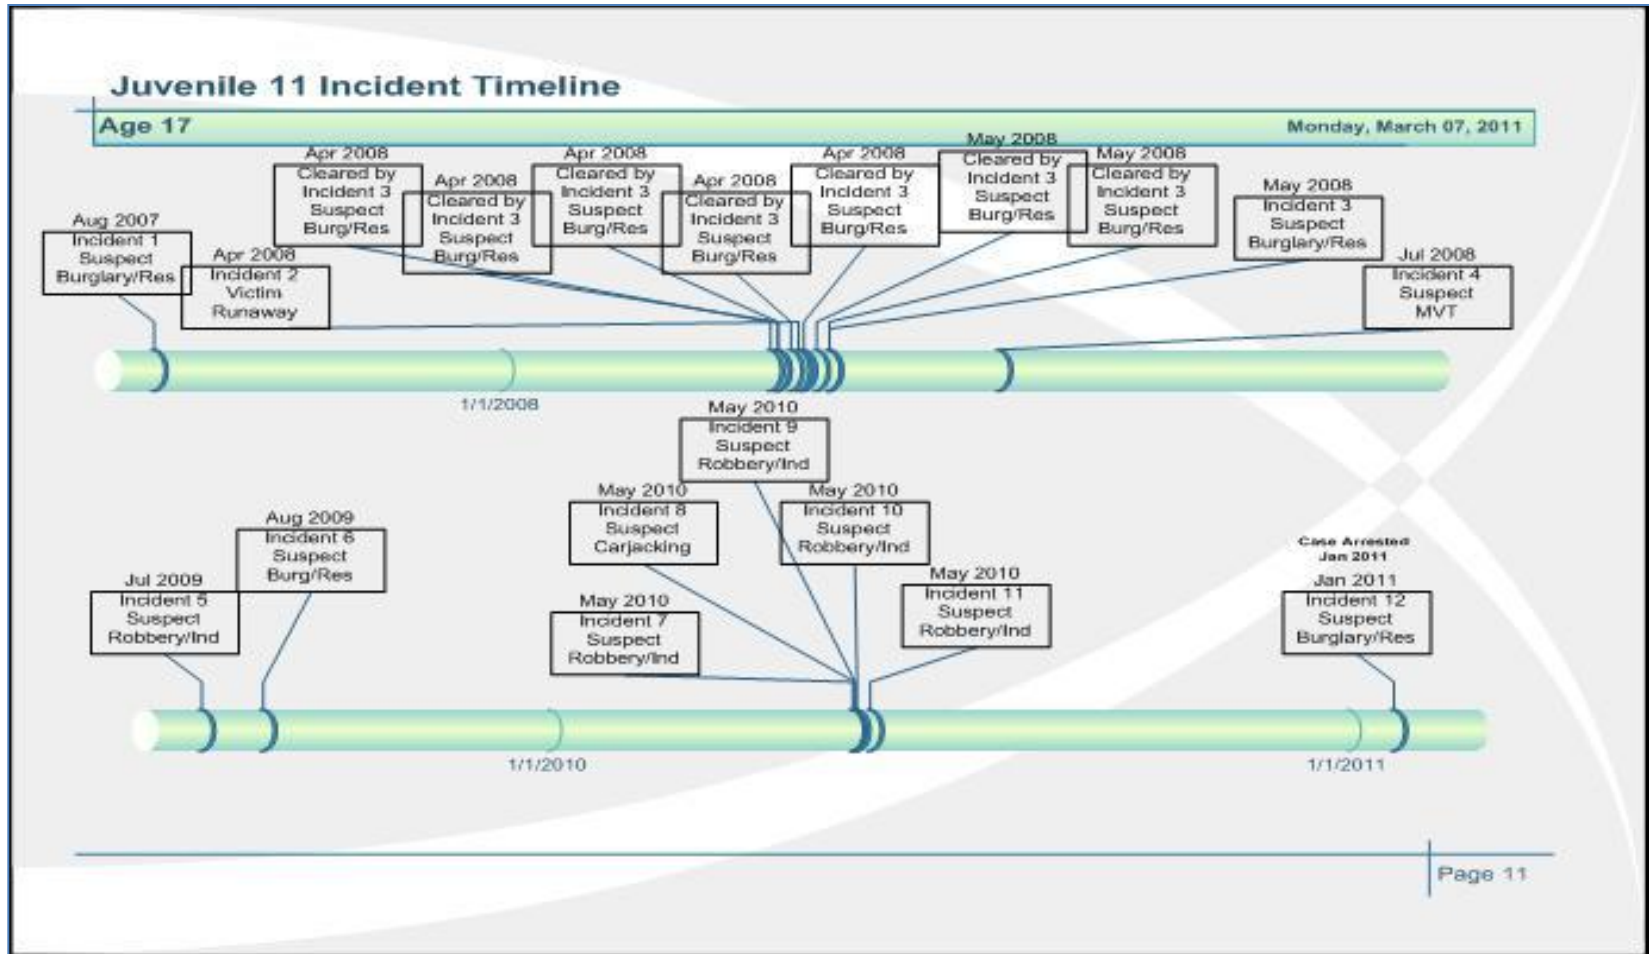 Juvenile 11 Incident Timeline
Age 17
Monday, March 07, 2011
Aug 2007
Incident 1
Suspect
Burglary/Res
Apr 2008
Incident 2
Victim
Runaway
Apr 2008
Cleared by
Incident 3
Suspect
Burg/Res
Apr 2008
Cleared by
Incident 3
Suspect
Burg/Res
Apr 2008
Cleared by
Incident 3
Suspect
Burg/Res
Apr 2008
Cleared by
Incident 3
Suspect
Burg/Res
Apr 2008
Cleared by
Incident 3
Suspect
Burg/Res
May 2008
Cleared by
Incident 3
Suspect
Burg/Res
May 2008
Cleared by
Incident 3
Suspect
Burg/Res
May 2008
Incident 3
Suspect
Burglary/Res
Jul 2008
Incident 4
Suspect
MVT
1/1/2008
Jul 2009
Incident 5
Suspect
Robbery/Ind
Aug 2009
Incident 6
Suspect
Burg/Res
May 2010
Incident 7
Suspect
Robbery/Ind
May 2010
Incident 8
Suspect
Carjacking
May 2010
Incident 9
Suspect
Robbery/Ind
May 2010
Incident 10
Suspect
Robbery/Ind
May 2010
Incident 11
Suspect
Robbery/Ind
Case Arrested
Jan 2011
Jan 2011
Incident 12
Suspect
Burglary/Res
1/1/2010
1/1/2011
Page 11